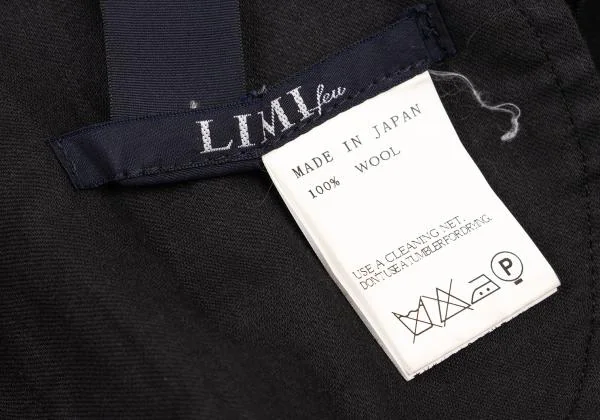 LIMI feu
MADE IN JAPAN
100% WOOL
USE A CLEANING NET.
DON'T USE A TUMBLER FOR DRYING.
P